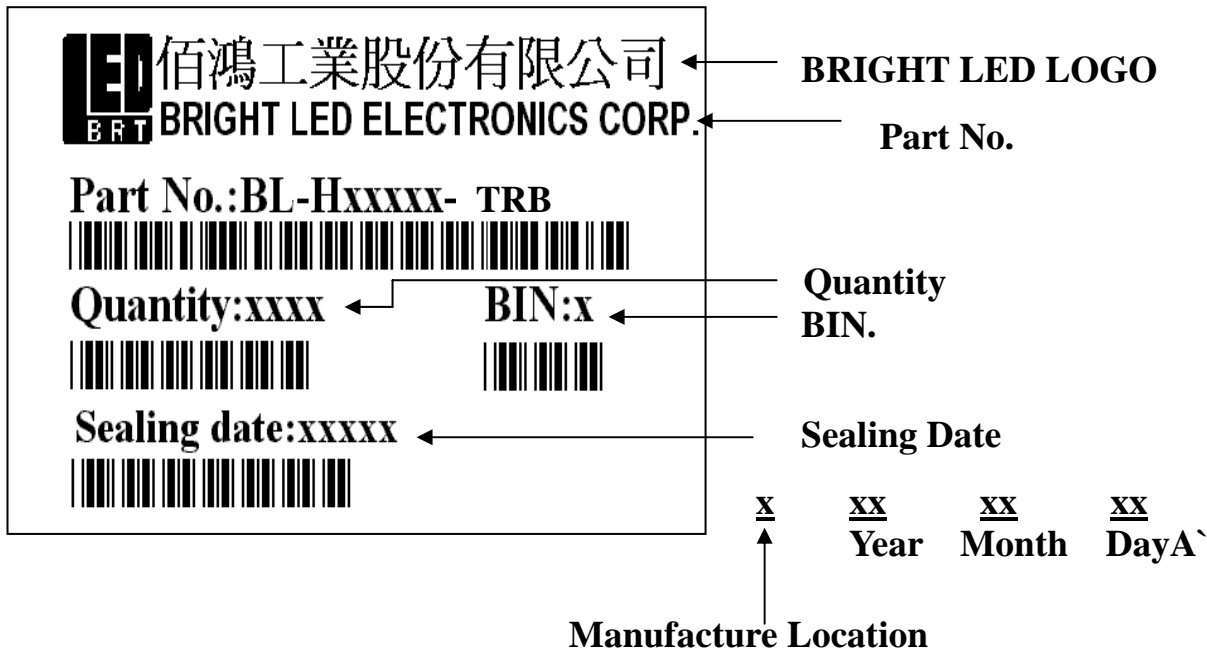 LED 佰鴻工業股份有限公司 BRIGHT LED LOGO
BRT BRIGHT LED ELECTRONICS CORP. Part No.
Part No.:BL-Hxxxxx- TRB
Quantity:xxxx BIN:x Quantity
BIN.
Sealing date:xxxxx Sealing Date
x xx xx xx
Year Month DayA`
Manufacture Location